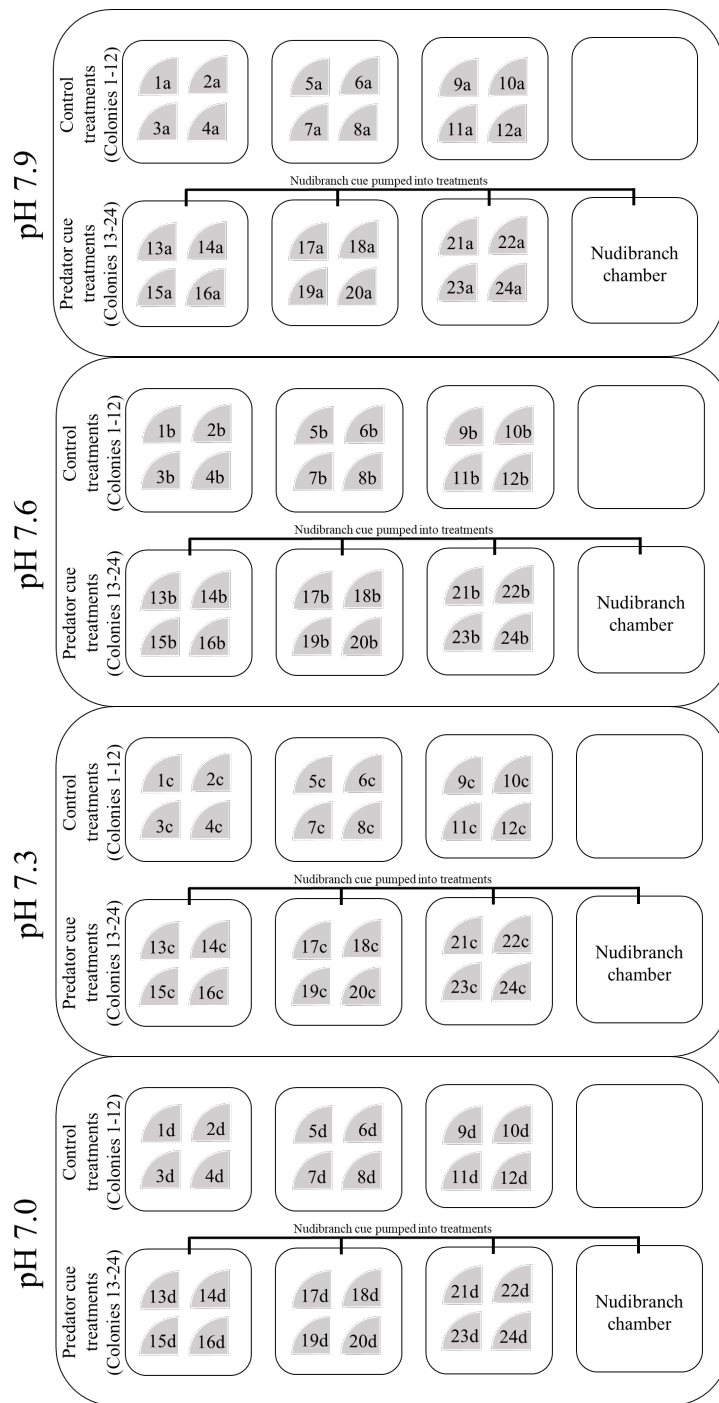 pH 7.9
Control
treatments
(Colonies 1-12)
1a 2a 5a 6a 9a 10a
3a 4a 7a 8a 11a 12a
Nudibranch cue pumped into treatments
Predator cue
treatments
(Colonies 13-24)
13a 14a 17a 18a 21a 22a
15a 16a 19a 20a 23a 24a
Nudibranch
chamber
pH 7.6
Control
treatments
(Colonies 1-12)
1b 2b 5b 6b 9b 10b
3b 4b 7b 8b 11b 12b
Nudibranch cue pumped into treatments
Predator cue
treatments
(Colonies 13-24)
13b 14b 17b 18b 21b 22b
15b 16b 19b 20b 23b 24b
Nudibranch
chamber
pH 7.3
Control
treatments
(Colonies 1-12)
1c 2c 5c 6c 9c 10c
3c 4c 7c 8c 11c 12c
Nudibranch cue pumped into treatments
Predator cue
treatments
(Colonies 13-24)
13c 14c 17c 18c 21c 22c
15c 16c 19c 20c 23c 24c
Nudibranch
chamber
pH 7.0
Control
treatments
(Colonies 1-12)
1d 2d 5d 6d 9d 10d
3d 4d 7d 8d 11d 12d
Nudibranch cue pumped into treatments
Predator cue
treatments
(Colonies 13-24)
13d 14d 17d 18d 21d 22d
15d 16d 19d 20d 23d 24d
Nudibranch
chamber